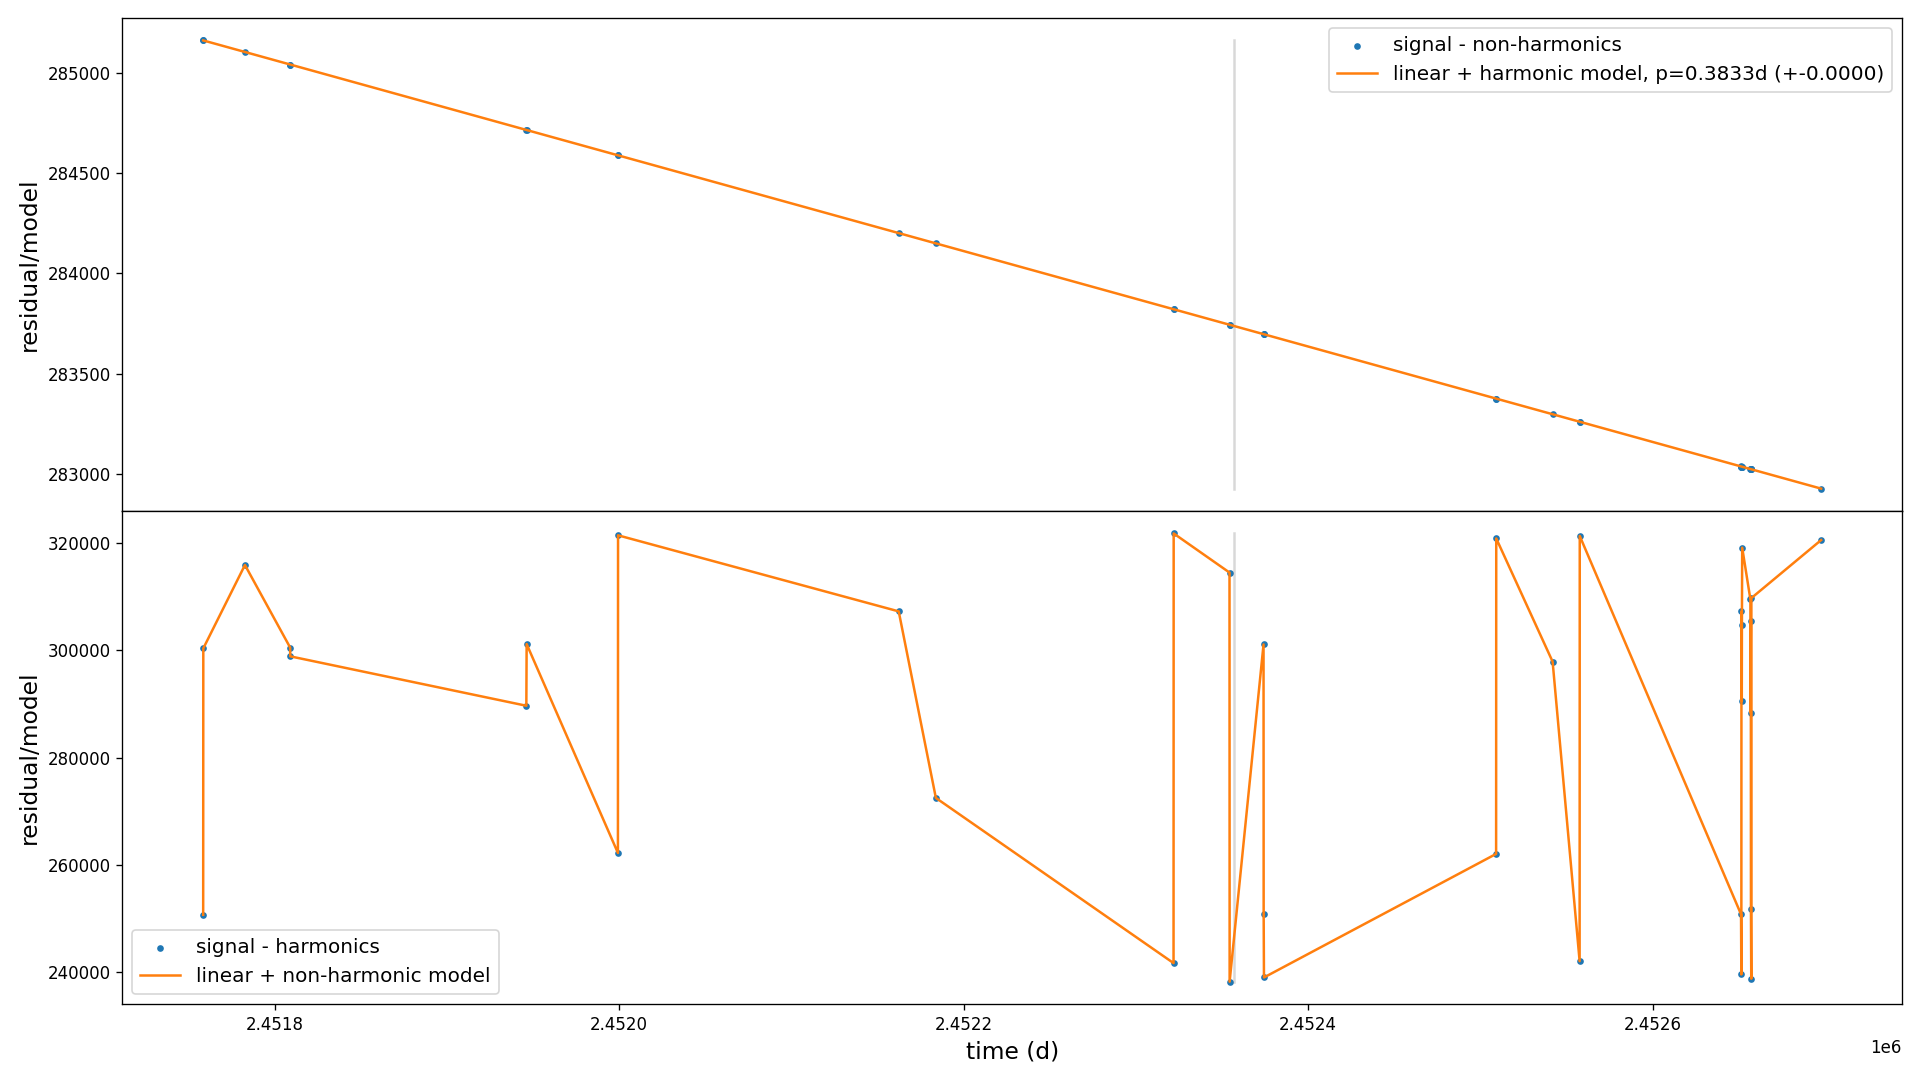 285000
284500
284000
283500
283000
residual/model
signal - non-harmonics
linear + harmonic model, p=0.3833d (+-0.0000)
320000
300000
280000
260000
240000
residual/model
signal - harmonics
linear + non-harmonic model
2.4518
2.4520
2.4522
2.4524
2.4526
1e6
time (d)